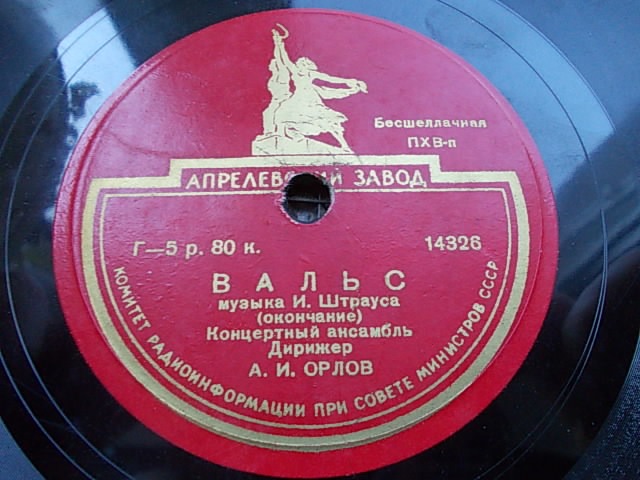 Бесшеллачная
ПХВ-п
АПРЕЛЕВСКИЙ ЗАВОД
Г—5 р. 80 к.
14326
ВАЛЬС
музыка И. Штрауса
(окончание)
Концертный ансамбль
Дирижер
А. И. ОРЛОВ
КОМИТЕТ РАДИОИНФОРМАЦИИ ПРИ СОВЕТЕ МИНИСТРОВ СССР